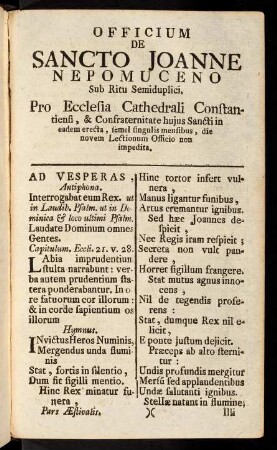 OFFICIUM
DE
SANCTO JOANNE
NEPOMUCENO
Sub Ritu Semiduplici,
Pro Ecclesia Cathedrali Constan-
tiensi, & Confraternitate hujus Sancti in
eadem erecta, semel singulis mensibus, die
novem Lectionum Officio non
impedita.
AD VESPERAS,
Antiphona.
Interrogabat eum Rex. ut
in Laudib. Psalm. ut in Do-
minica & loco ultimi Psalm.
Laudate Dominum omnes
Gentes.
Capitulum, Eccli. 21. v. 28.
LAbia imprudentium
stulta narrabunt: ver-
ba autem prudentium sta-
tera ponderabantur. In o-
re fatuorum cor illorum:
& in corde sapientium os
illorum
Hymnus.
INvictus Heros Numinis,
Mergendus unda flumi-
nis
Stat, fortis in silentio,
Dum fit sigilli mentio.
Hinc Rex minatur fu-
nera,
Pars Æstivalis.
Hinc tortor infert vul-
nera,
Manus ligantur funibus,
Artus cremantur ignibus.
Sed hæc Joannes de-
spicit,
Nec Regis iram respicit;
Secreta non vult pan-
dere,
Horret sigillum frangere.
Stat mutus agnus inno-
cens,
Nil de tegendis profe-
rens:
Stat, dumque Rex nil e-
licit,
E ponte justum dejicit.
Præceps ab alto sterni-
tur:
Undis profundis mergitur
Mersû sed applaudentibus
Undæ salutanti ignibus.
Stellæ natant in flumine;
)( Illi